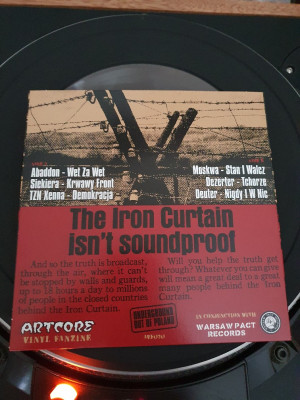 Abaddon - Wet Za Wet
Siekiera - Krwawy Front
TZN Xenna - Demokracja
Moskwa - Stan I Walcz
Dezerter - Tchorze
Deuter - Nigdy I W Nic
The Iron Curtain
isn't soundproof
And so the truth is broadcast,
through the air, where it can't
be stopped by walls and guards,
up to 18 hours a day to millions
of people in the closed countries
behind the Iron Curtain.
Will you help the truth get
through? Whatever you can give
will mean a great deal to a great
many people behind the Iron
Curtain.
ARTCORE
VINYL FANZINE
UNDERGROUND
OUT OF POLAND
IN CONJUNCTION WITH
WARSAW PACT
RECORDS